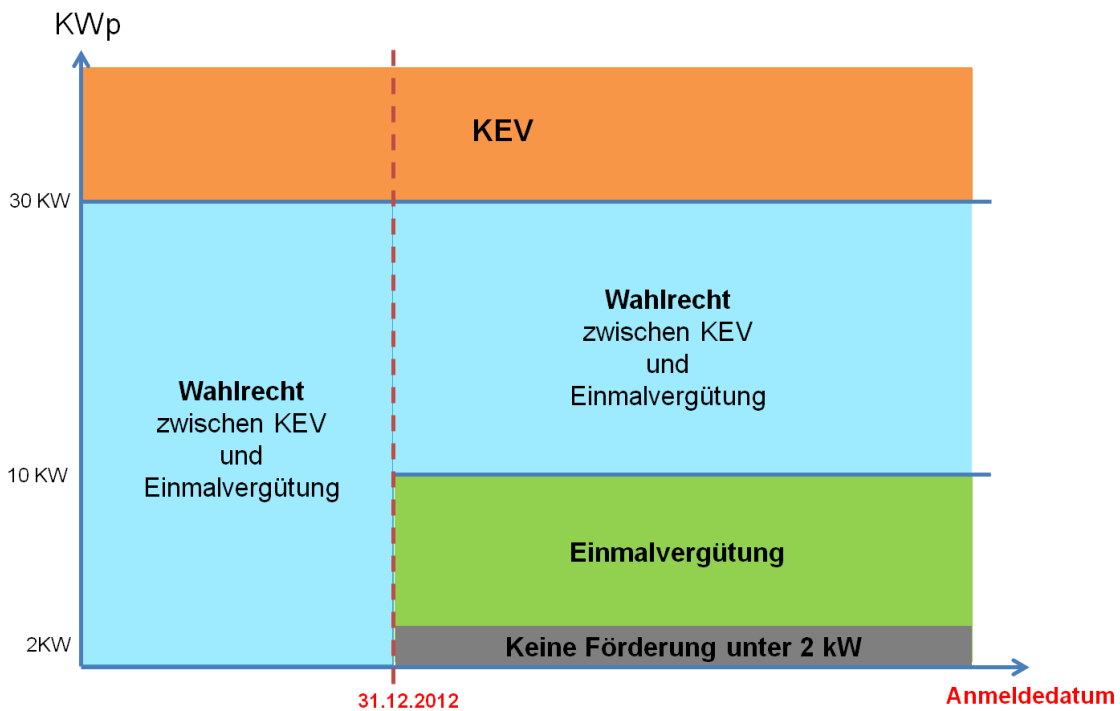 KWp
KEV
30 KW
Wahlrecht
zwischen KEV
und
Einmalvergütung
Wahlrecht
zwischen KEV
und
Einmalvergütung
10 KW
Einmalvergütung
2KW
Keine Förderung unter 2 kW
31.12.2012
Anmeldedatum